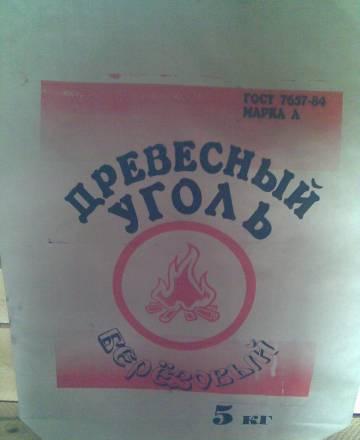 ГОСТ 7657-84
МАРКА А
ДРЕВЕСНЫЙ
УГОЛЬ
БЕРЁЗОВЫЙ
5 кг